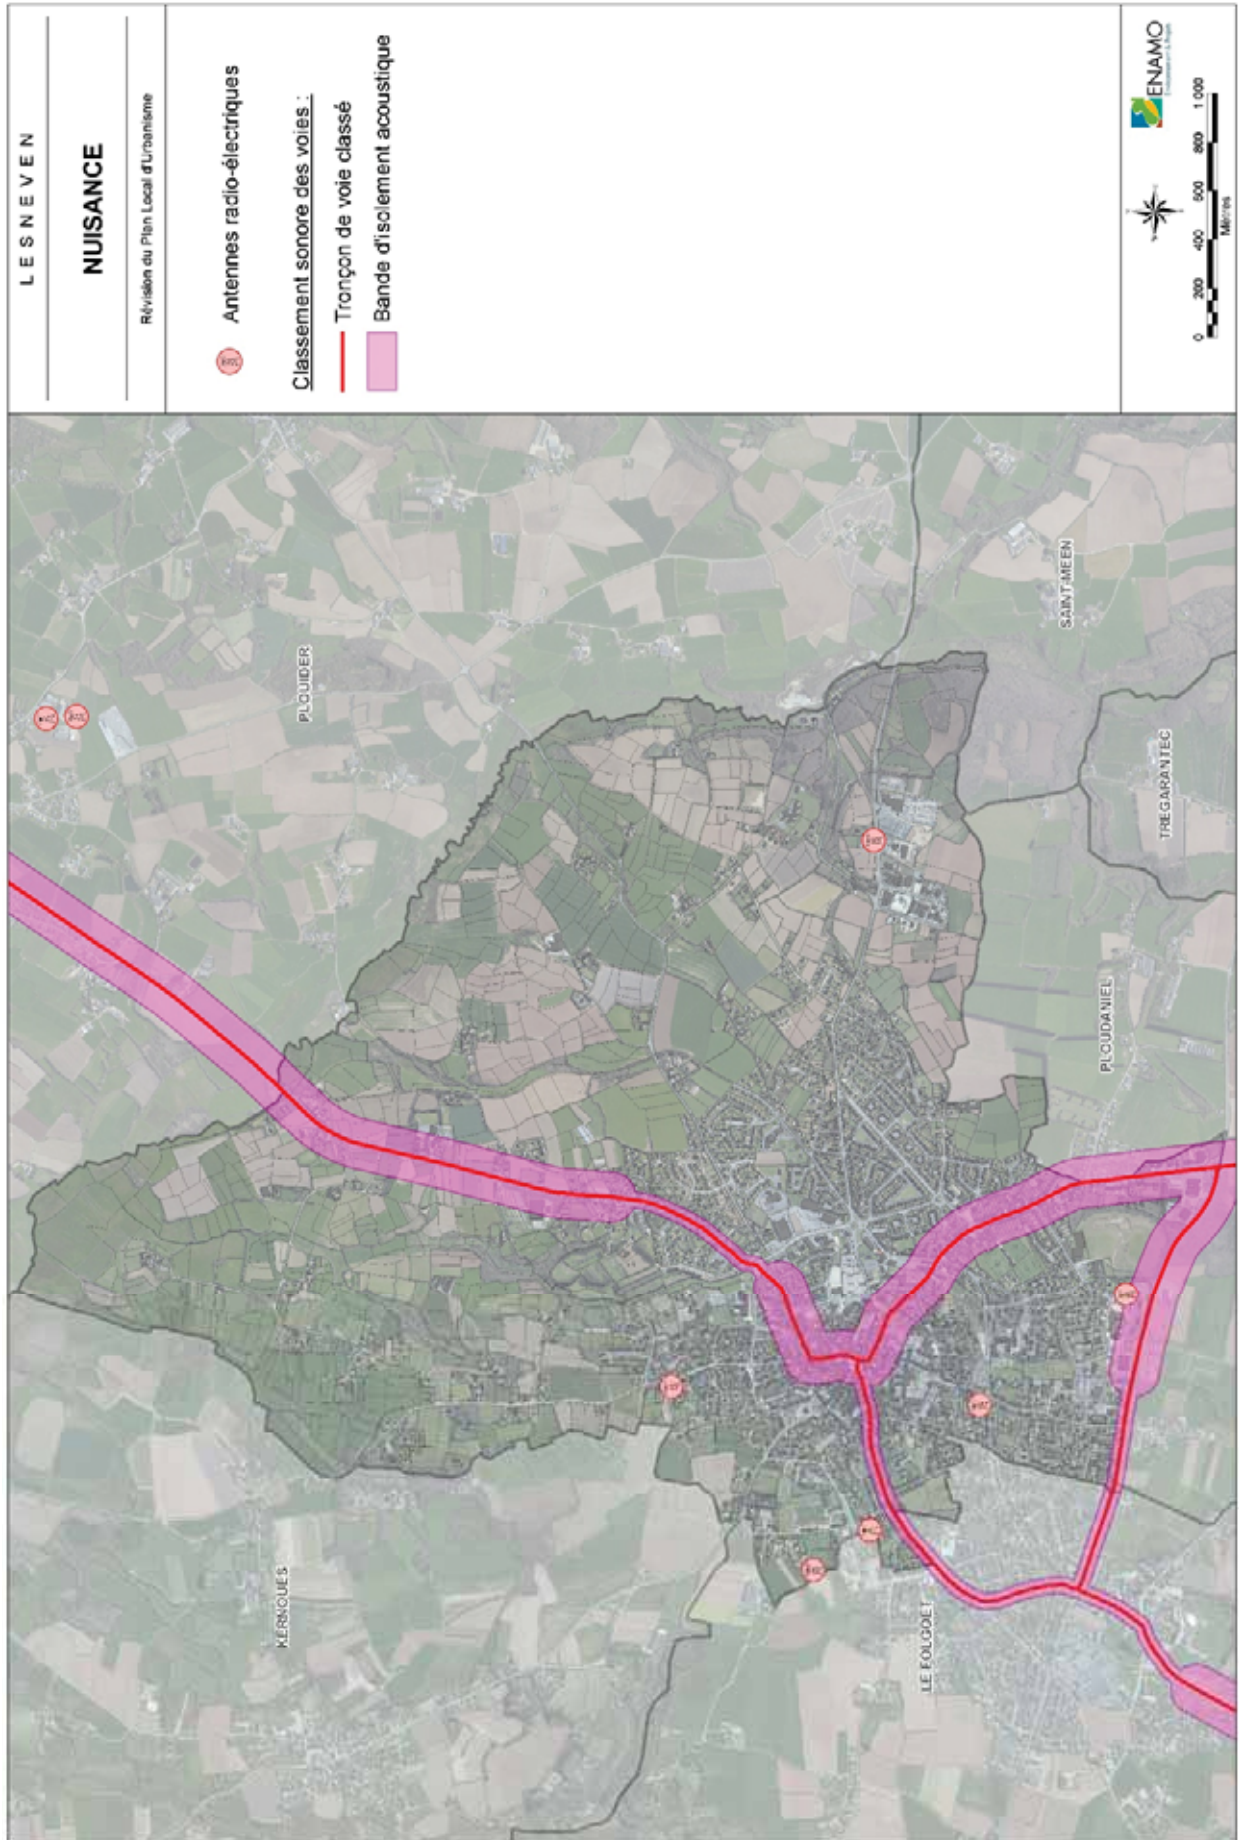 LESNEVEN
NUISANCE
Révision du Plan Local d'Urbanisme
Antennes radio-électriques
Classement sonore des voies :
Tronçon de voie classé
Bande d'isolement acoustique
ENAMO
0 200 400 600 800 1 000
Mètres
PLOUIDER
SAINT-MEEN
TREGARANTEC
PLOUDANIEL
KERNOUES
LE FOLGOET